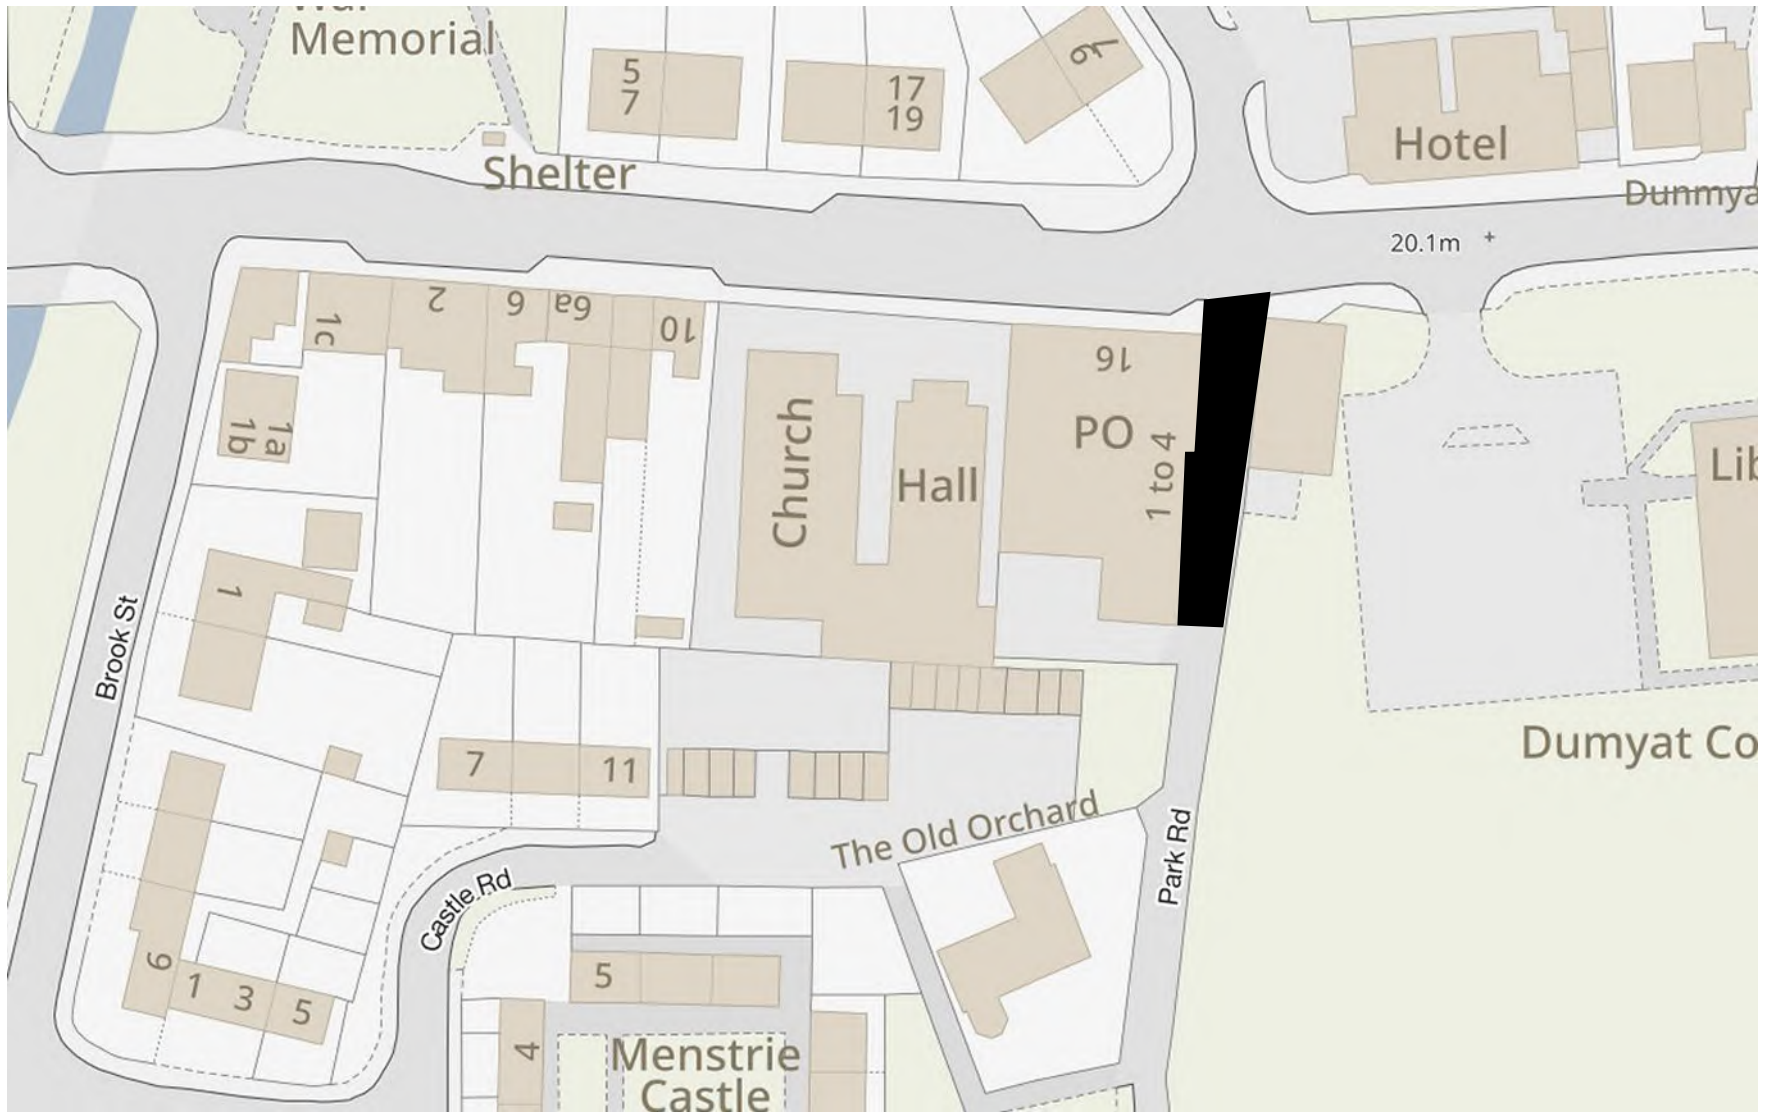 Memorial
5
7
17
19
Hotel
Shelter
Dunmya
20.1m
1c
2
6
6a
10
16
PO
1 to 4
Church
Hall
1a
1b
Lib
1
Brook St
7
11
Dumyat Co
The Old Orchard
Park Rd
Castle Rd
1
3
5
5
4
Menstrie
Castle